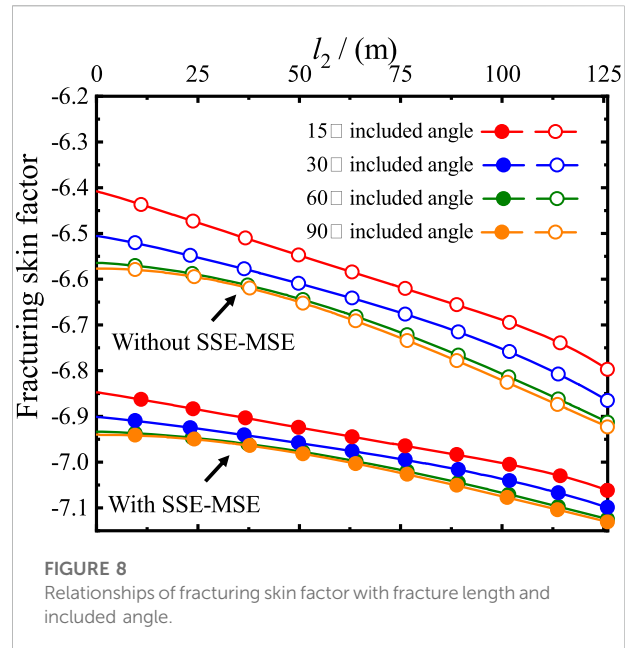 l₂ / (m)
0 25 50 75 100 125
Fracturing skin factor
-6.2
-6.3
-6.4
-6.5
-6.6
-6.7
-6.8
-6.9
-7.0
-7.1
15□ included angle
30□ included angle
60□ included angle
90□ included angle
Without SSE-MSE
With SSE-MSE
FIGURE 8
Relationships of fracturing skin factor with fracture length and
included angle.